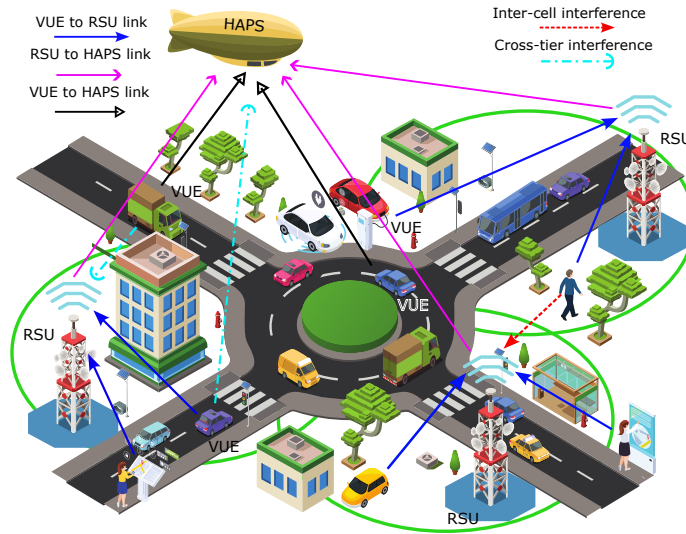 VUE to RSU link
RSU to HAPS link
VUE to HAPS link
HAPS
Inter-cell interference
Cross-tier interference
RSU
VUE
VUE
VUE
RSU
VUE
RSU